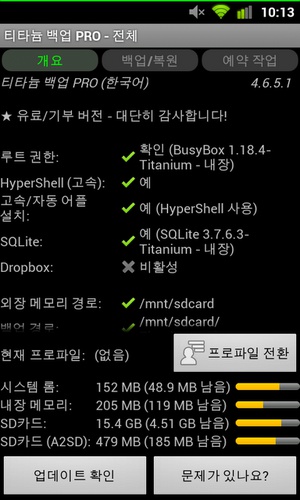 10:13
티타늄 백업 PRO - 전체
개요 백업/복원 예약 작업
티타늄 백업 PRO (한국어) 4.6.5.1
★ 유료/기부 버전 - 대단히 감사합니다!
루트 권한: 확인 (BusyBox 1.18.4-
Titanium - 내장)
HyperShell (고속): 예
고속/자동 어플
설치: 예 (HyperShell 사용)
SQLite: 예 (SQLite 3.7.6.3-
Titanium - 내장)
Dropbox: 비활성
외장 메모리 경로: /mnt/sdcard
백업 경로: /mnt/sdcard/
현재 프로파일: (없음) 프로파일 전환
시스템 롬: 152 MB (48.9 MB 남음)
내장 메모리: 205 MB (119 MB 남음)
SD카드: 15.4 GB (4.51 GB 남음)
SD카드 (A2SD): 479 MB (185 MB 남음)
업데이트 확인 문제가 있나요?